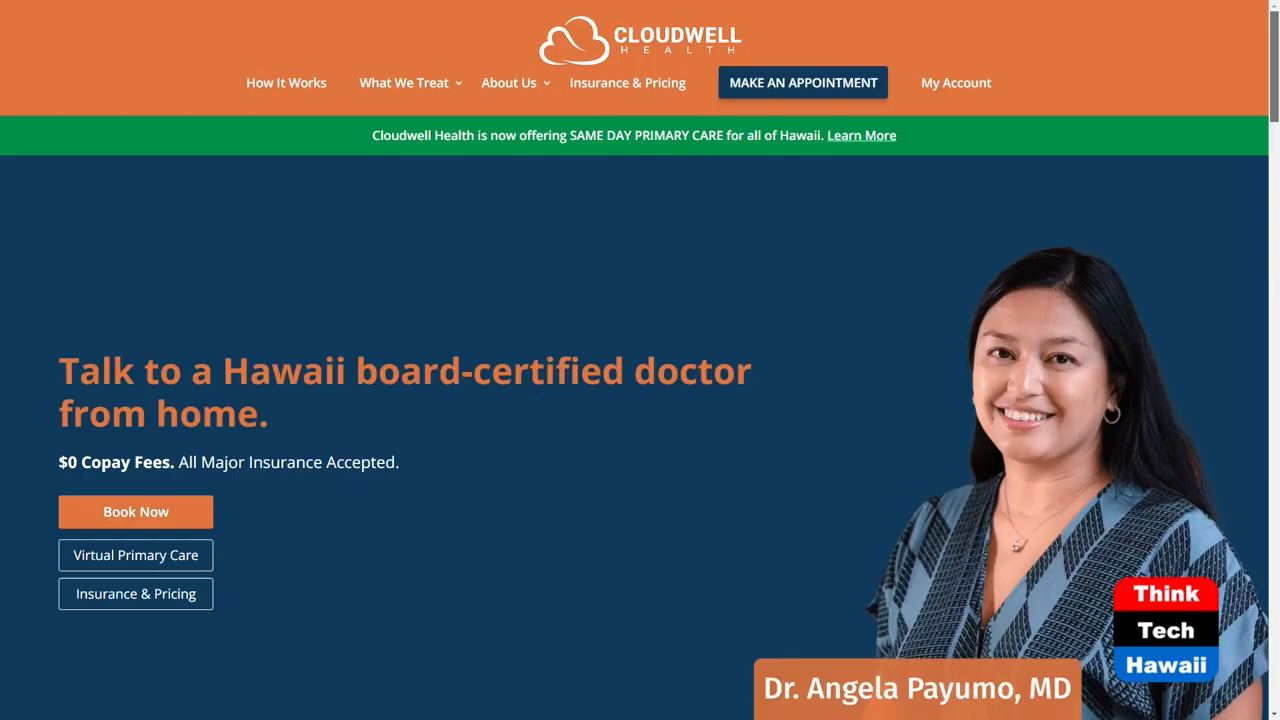 CLOUDWELL
HEALTH
How It Works What We Treat About Us Insurance & Pricing MAKE AN APPOINTMENT My Account
Cloudwell Health is now offering SAME DAY PRIMARY CARE for all of Hawaii. Learn More
Talk to a Hawaii board-certified doctor
from home.
$0 Copay Fees. All Major Insurance Accepted.
Book Now
Virtual Primary Care
Insurance & Pricing
Think
Tech
Hawaii
Dr. Angela Payumo, MD